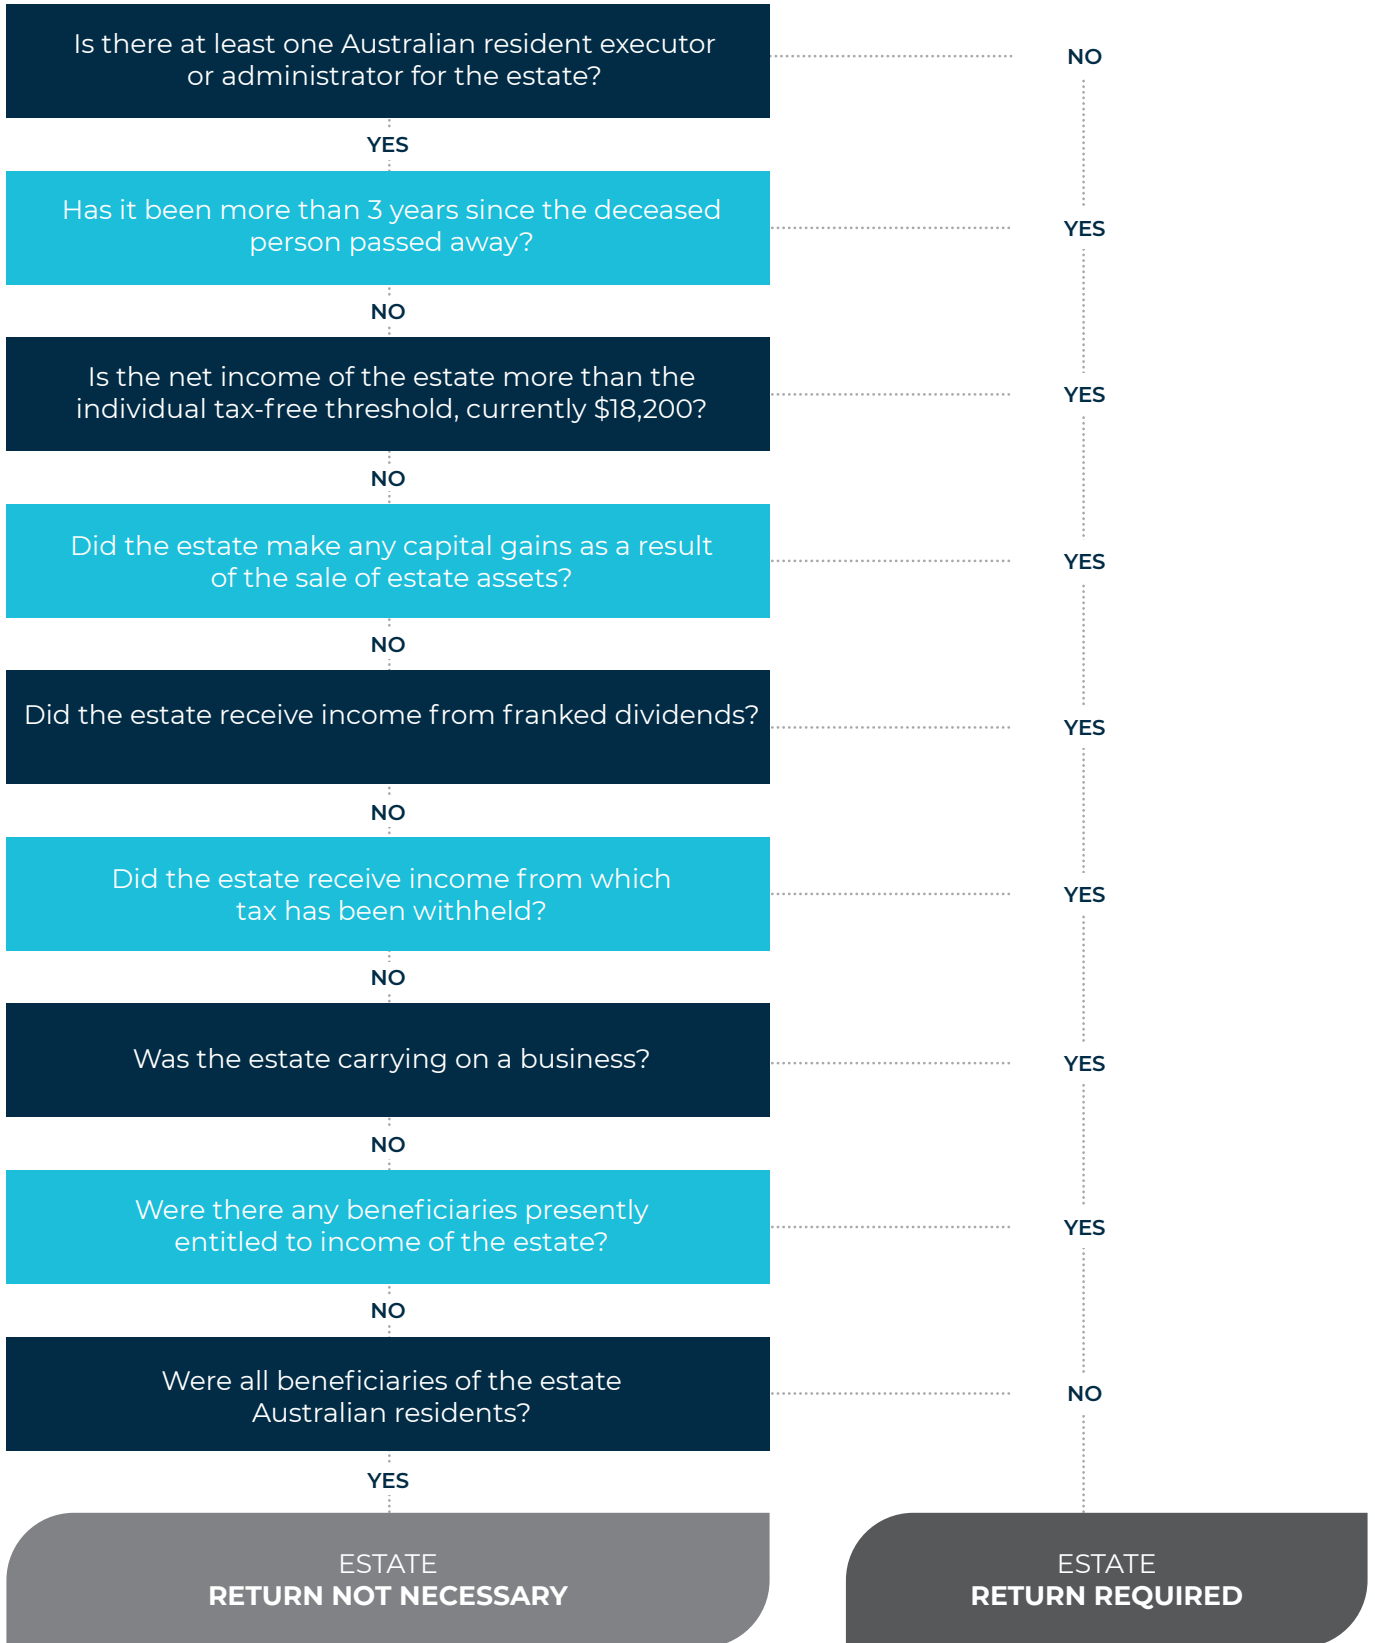 Is there at least one Australian resident executor
or administrator for the estate?
NO
YES
Has it been more than 3 years since the deceased
person passed away?
YES
NO
Is the net income of the estate more than the
individual tax-free threshold, currently $18,200?
YES
NO
Did the estate make any capital gains as a result
of the sale of estate assets?
YES
NO
Did the estate receive income from franked dividends?
YES
NO
Did the estate receive income from which
tax has been withheld?
YES
NO
Was the estate carrying on a business?
YES
NO
Were there any beneficiaries presently
entitled to income of the estate?
YES
NO
Were all beneficiaries of the estate
Australian residents?
NO
YES
ESTATE
RETURN NOT NECESSARY
ESTATE
RETURN REQUIRED